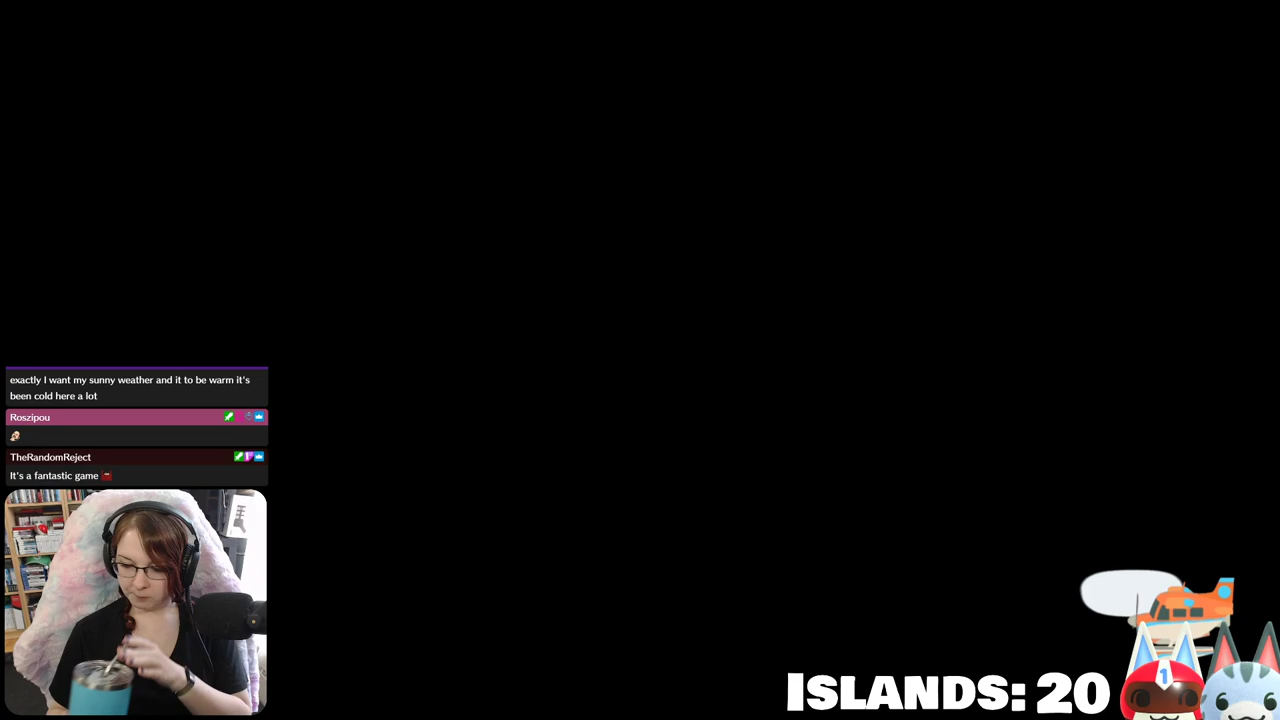 exactly I want my sunny weather and it to be warm it's
been cold here a lot
Roszipou
TheRandomReject
It's a fantastic game
ISLANDS: 20
1